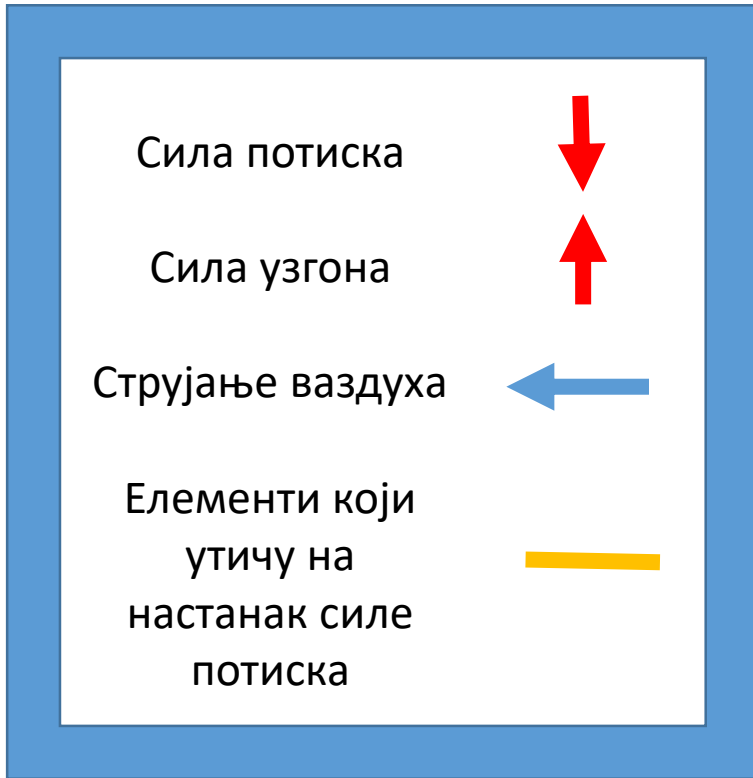 Сила потиска
Сила узгона
Струјање ваздуха
Елементи који
утичу на
настанак силе
потиска